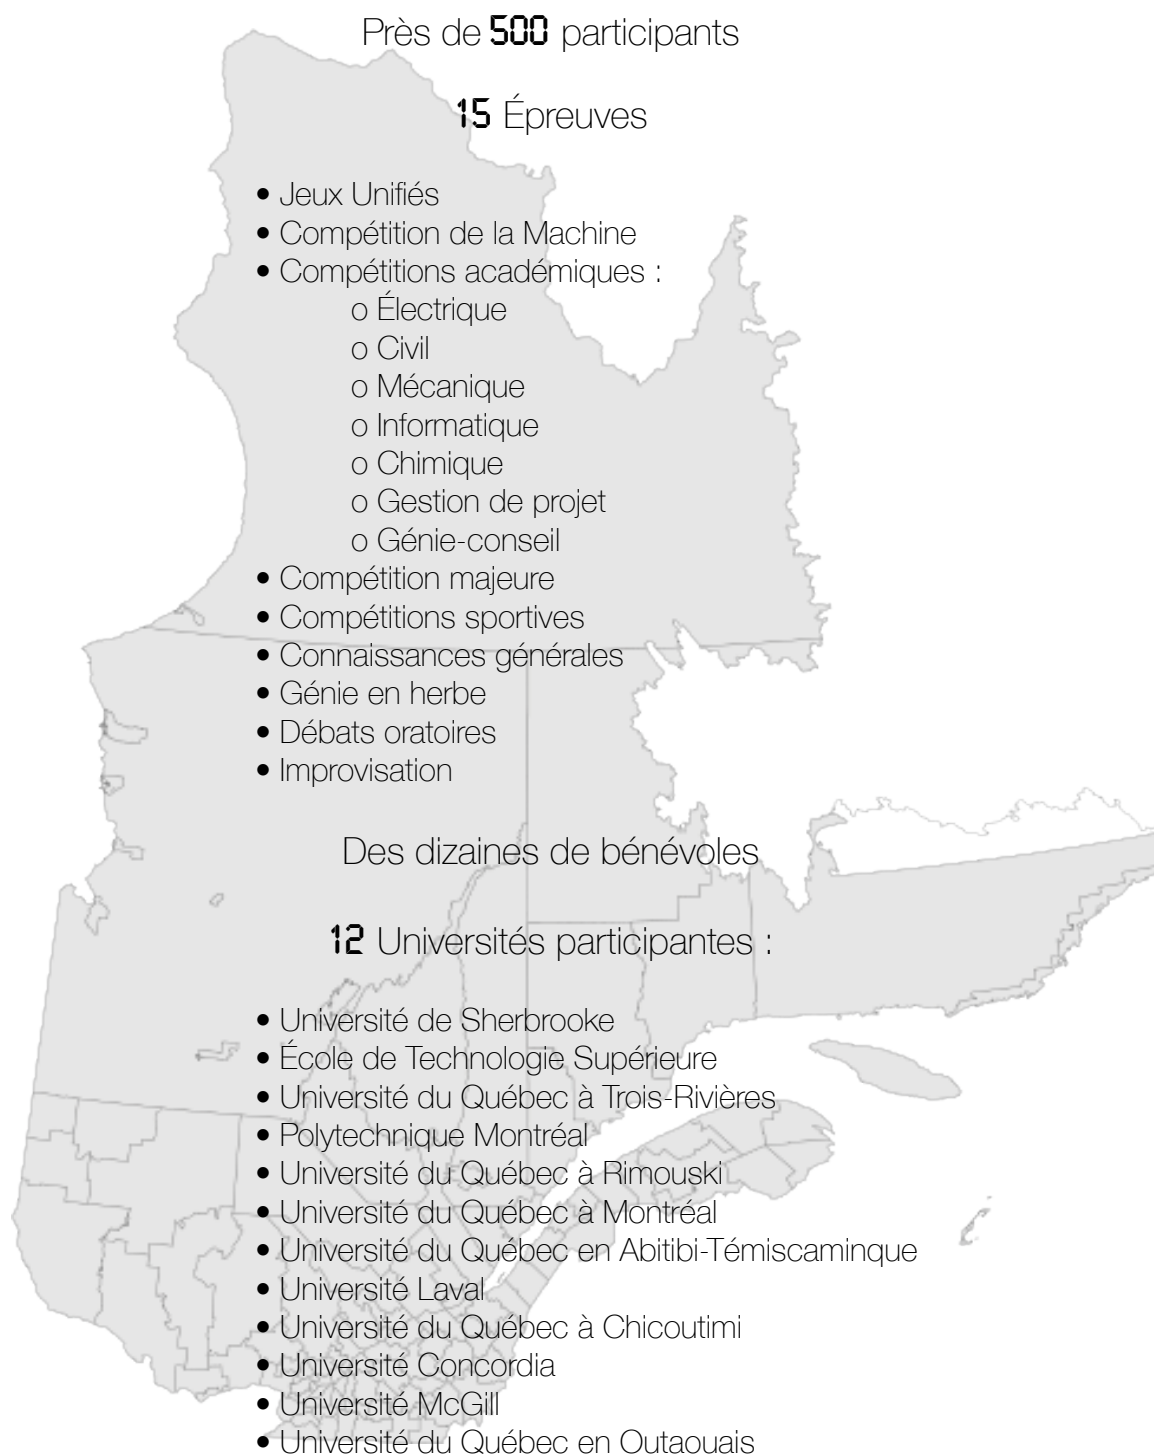 Près de 500 participants
15 Épreuves
• Jeux Unifiés
• Compétition de la Machine
• Compétitions académiques :
o Électrique
o Civil
o Mécanique
o Informatique
o Chimique
o Gestion de projet
o Génie-conseil
• Compétition majeure
• Compétitions sportives
• Connaissances générales
• Génie en herbe
• Débats oratoires
• Improvisation
Des dizaines de bénévoles
12 Universités participantes :
• Université de Sherbrooke
• École de Technologie Supérieure
• Université du Québec à Trois-Rivières
• Polytechnique Montréal
• Université du Québec à Rimouski
• Université du Québec à Montréal
• Université du Québec en Abitibi-Témiscaminque
• Université Laval
• Université du Québec à Chicoutimi
• Université Concordia
• Université McGill
• Université du Québec en Outaouais